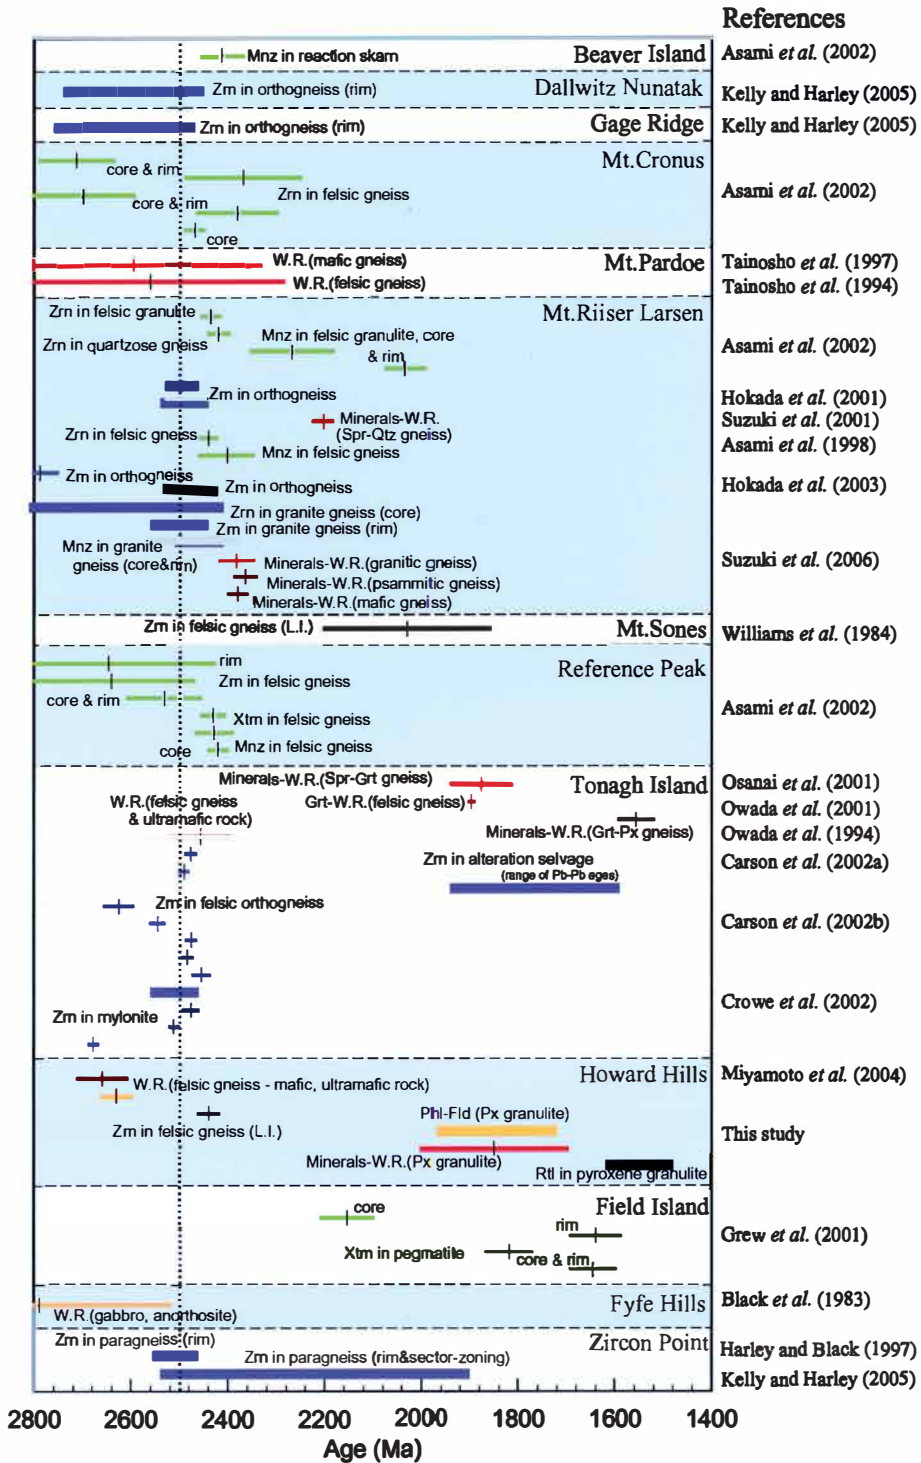 References
Mnz in reaction skarn Beaver Island Asami et al. (2002)
Zrn in orthogneiss (rim) Dallwitz Nunatak Kelly and Harley (2005)
Zrn in orthogneiss (rim) Gage Ridge Kelly and Harley (2005)
Mt.Cronus
core & rim
Zrn in felsic gneiss Asami et al. (2002)
core & rim
core
W.R.(mafic gneiss) Mt.Pardoe Tainosho et al. (1997)
W.R.(felsic gneiss) Tainosho et al. (1994)
Zrn in felsic granulite Mt.Riiser Larsen
Mnz in felsic granulite, core
Zrn in quartzose gneiss Asami et al. (2002)
& rim
Zrn in orthogneiss Hokada et al. (2001)
Minerals-W.R. Suzuki et al. (2001)
(Spr-Qtz gneiss)
Zrn in felsic gneiss Asami et al. (1998)
Mnz in felsic gneiss
Zrn in orthogneiss
Zrn in orthogneiss Hokada et al. (2003)
Zrn in granite gneiss (core)
Zrn in granite gneiss (rim)
Mnz in granite
gneiss (core&rim) Minerals-W.R.(granitic gneiss) Suzuki et al. (2006)
Minerals-W.R.(psammitic gneiss)
Minerals-W.R.(mafic gneiss)
Zrn in felsic gneiss (L.I.) Mt.Sones Williams et al. (1984)
rim Reference Peak
Zrn in felsic gneiss
core & rim
Xtm in felsic gneiss Asami et al. (2002)
core Mnz in felsic gneiss
Minerals-W.R.(Spr-Grt gneiss) Tonagh Island Osanai et al. (2001)
W.R.(felsic gneiss Grt-W.R.(felsic gneiss) Owada et al. (2001)
& ultramafic rock)
Minerals-W.R.(Grt-Px gneiss) Owada et al. (1994)
Zrn in alteration selvage Carson et al. (2002a)
(range of Pb-Pb ages)
Zrn in felsic orthogneiss
Carson et al. (2002b)
Crowe et al. (2002)
Zrn in mylonite
Howard Hills Miyamoto et al. (2004)
W.R.(felsic gneiss - mafic, ultramafic rock)
Phl-Fld (Px granulite)
Zrn in felsic gneiss (L.I.) This study
Minerals-W.R.(Px granulite)
Rtl in pyroxene granulite
core Field Island
rim Grew et al. (2001)
Xtm in pegmatite core & rim
Fyfe Hills Black et al. (1983)
W.R.(gabbro, anorthosite)
Zrn in paragneiss (rim) Zircon Point
Zrn in paragneiss (rim&sector-zoning) Harley and Black (1997)
Kelly and Harley (2005)
2800 2600 2400 2200 2000 1800 1600 1400
Age (Ma)